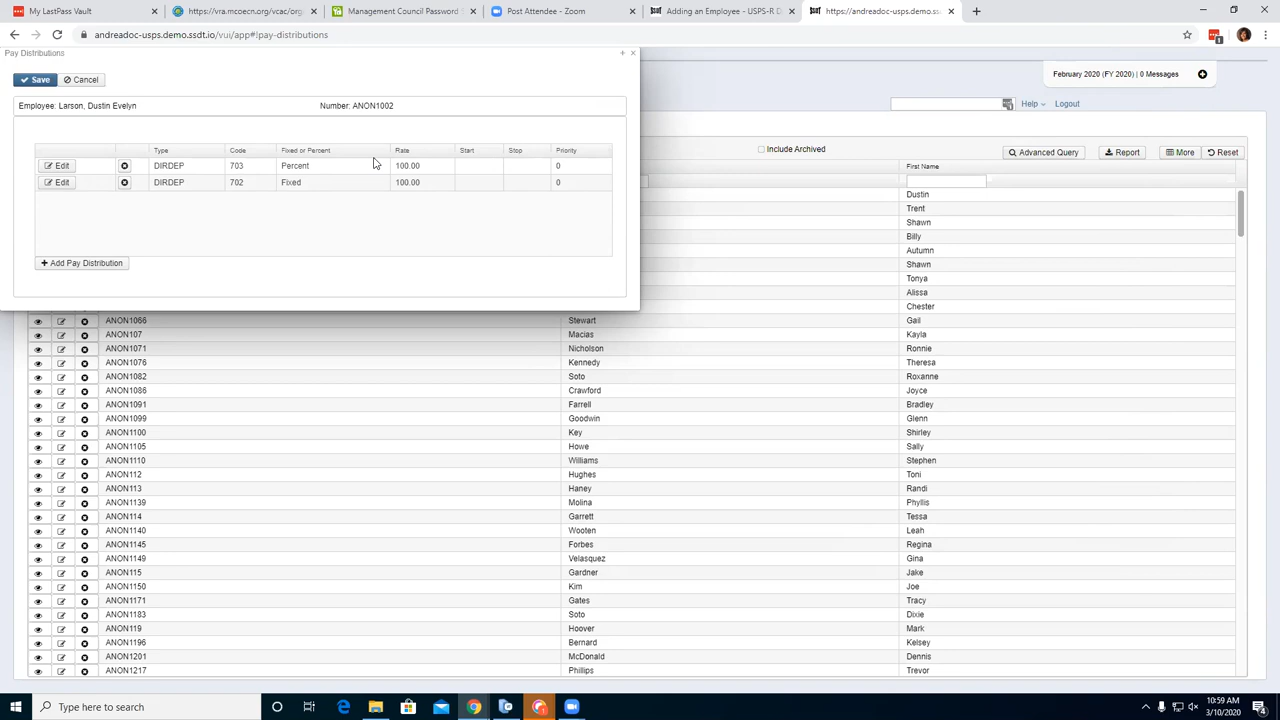 My LastPass Vault
https://vra.mcoecn.org/vce/perfor
Management Council Password S
Post Attendee - Zoom
Adding an Employee - USPS-R D
https://andreadoc-usps.demo.ssdt
andreadoc-usps.demo.ssdt.io/vui/app#!pay-distributions
Pay Distributions
Save
Cancel
February 2020 (FY 2020) | 0 Messages
Help
Logout
Employee: Larson, Dustin Evelyn
Number: ANON1002
Include Archived
Advanced Query
Report
More
Reset
Type
Code
Fixed or Percent
Rate
Start
Stop
Priority
Edit DIRDEP 703 Percent 100.00 0
Edit DIRDEP 702 Fixed 100.00 0
Add Pay Distribution
First Name
Dustin
Trent
Shawn
Billy
Autumn
Shawn
Tonya
Alissa
Chester
ANON1066 Stewart Gail
ANON107 Macias Kayla
ANON1071 Nicholson Ronnie
ANON1076 Kennedy Theresa
ANON1082 Soto Roxanne
ANON1086 Crawford Joyce
ANON1091 Farrell Bradley
ANON1099 Goodwin Glenn
ANON1100 Key Shirley
ANON1105 Howe Sally
ANON1110 Williams Stephen
ANON112 Hughes Toni
ANON113 Haney Randi
ANON1139 Molina Phyllis
ANON114 Garrett Tessa
ANON1140 Wooten Leah
ANON1145 Forbes Regina
ANON1149 Velasquez Gina
ANON115 Gardner Jake
ANON1150 Kim Joe
ANON1171 Gates Tracy
ANON1183 Soto Dixie
ANON119 Hoover Mark
ANON1196 Bernard Kelsey
ANON1201 McDonald Dennis
ANON1217 Phillips Trevor
Type here to search
10:59 AM
3/10/2020